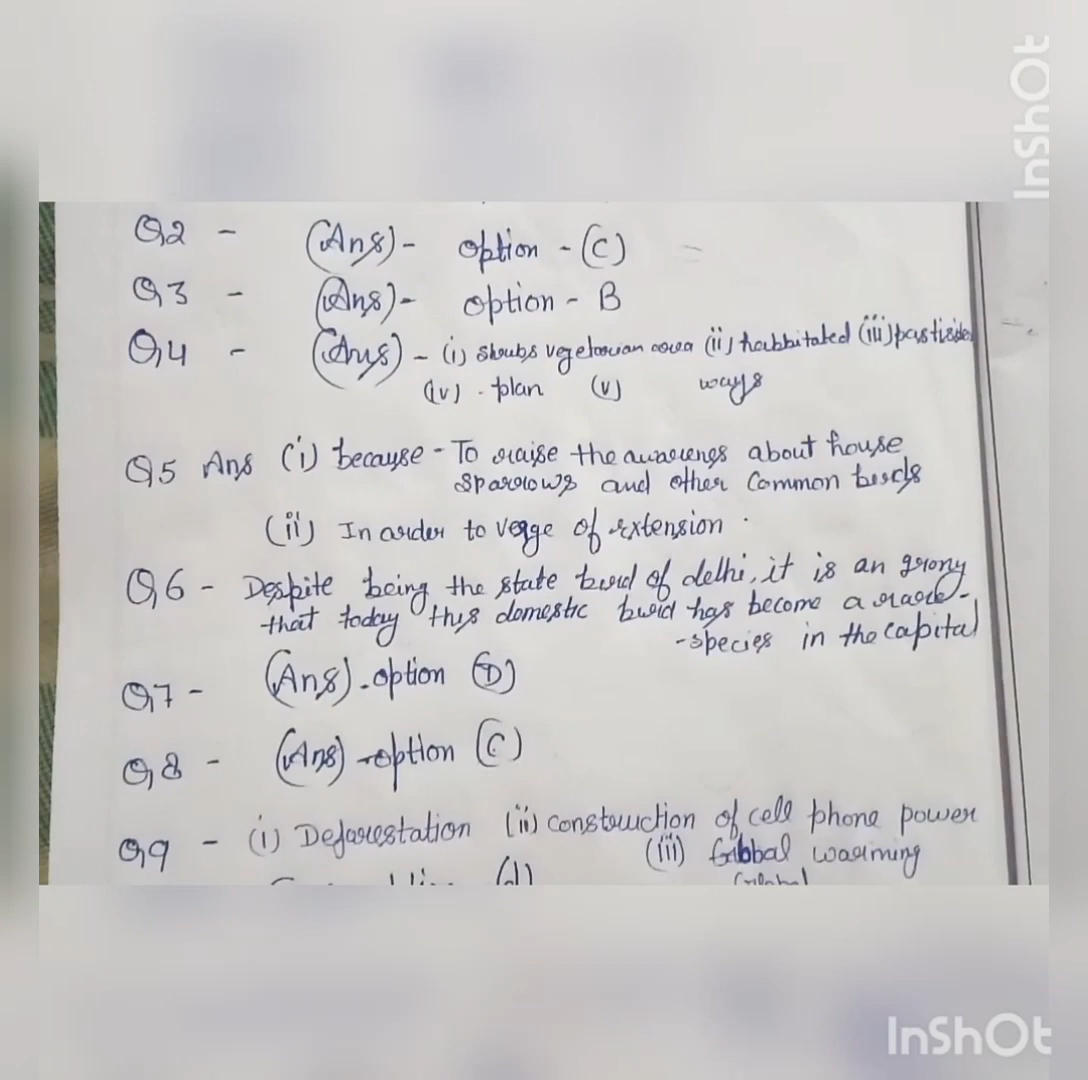 InShOt
Q2 - (Ans) - option - (C)
Q3 - (Ans) - option - B
Q4 - (Ans) - (i) shrubs vegetarian area (ii) habbitated (iii) pastiside
(iv) - plan (v) ways
Q5 Ans (i) because - To raise the awarengs about house
sparrows and other common birds
(ii) In order to verge of extension .
Q6 - Despite being the state bird of delhi, it is an irony
that today this domestic bird has become a rare -
- species in the capital
Q7 - (Ans) - option (D)
Q8 - (Ans) - option (C)
Q9 - (i) Deforestation (ii) construction of cell phone power
(iii) Globbal warming
(d)
InShOt